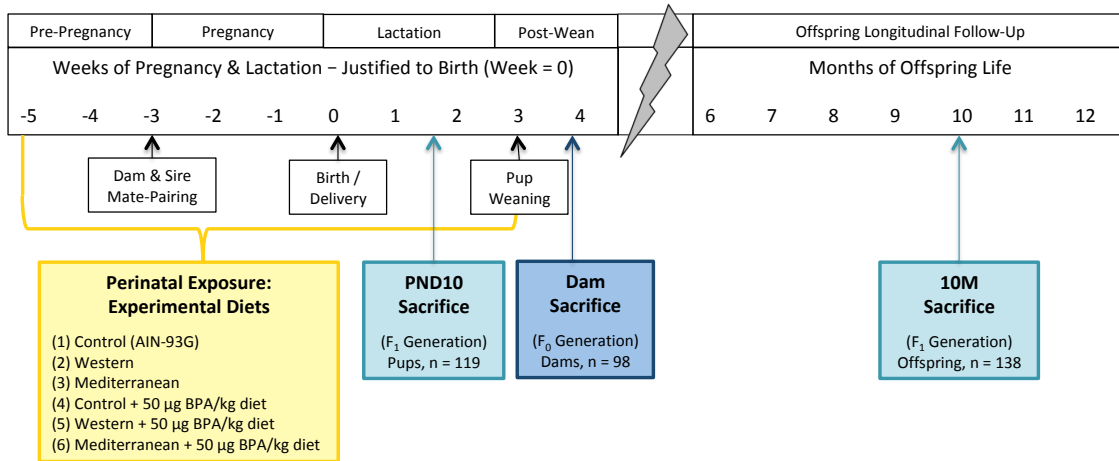 Pre-Pregnancy Pregnancy Lactation Post-Wean Offspring Longitudinal Follow-Up
Weeks of Pregnancy & Lactation – Justified to Birth (Week = 0) Months of Offspring Life
-5 -4 -3 -2 -1 0 1 2 3 4 6 7 8 9 10 11 12
Dam & Sire
Mate-Pairing
Birth /
Delivery
Pup
Weaning
Perinatal Exposure:
Experimental Diets
(1) Control (AIN-93G)
(2) Western
(3) Mediterranean
(4) Control + 50 µg BPA/kg diet
(5) Western + 50 µg BPA/kg diet
(6) Mediterranean + 50 µg BPA/kg diet
PND10
Sacrifice
(F1 Generation)
Pups, n = 119
Dam
Sacrifice
(F0 Generation)
Dams, n = 98
10M
Sacrifice
(F1 Generation)
Offspring, n = 138